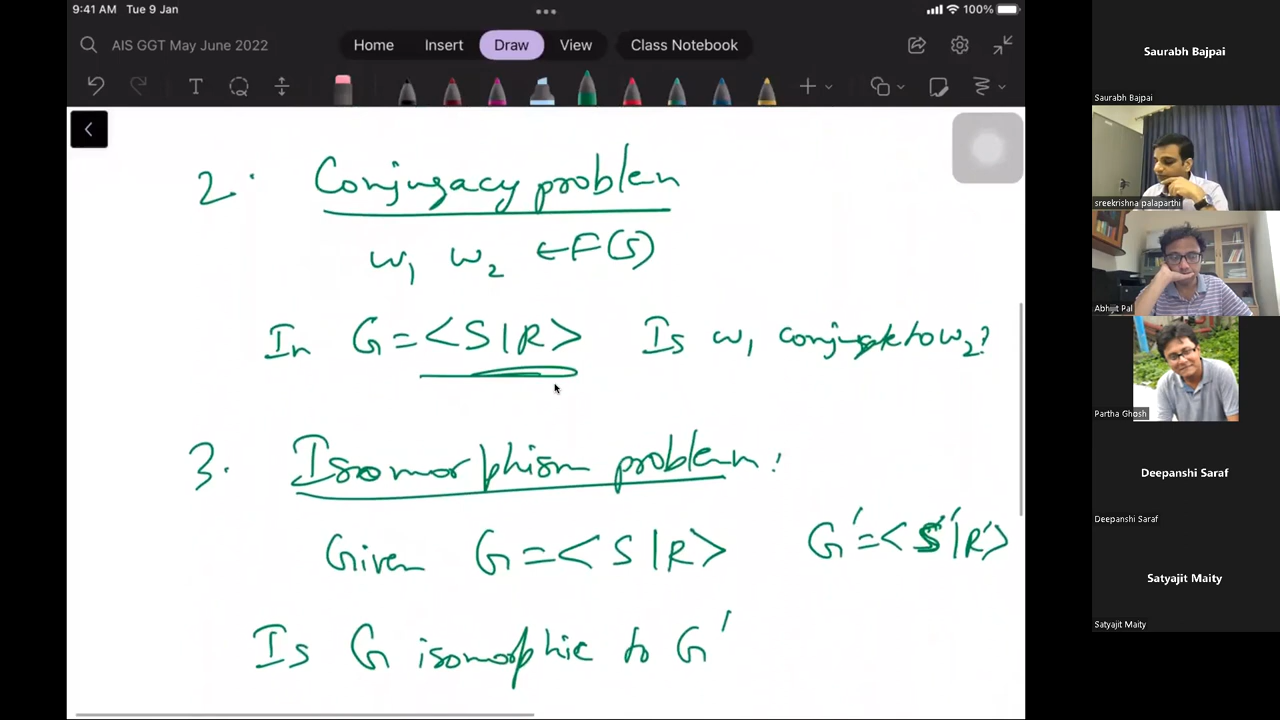 9:41 AM Tue 9 Jan
100%
AIS GGT May June 2022
Home Insert Draw View Class Notebook
2. Conjugacy problem
w₁ w₂ ∈ F(S)
In G = <S|R> Is w₁ conjugate to w₂?
3. Isomorphism problem:
Given G = <S|R> G' = <S'|R'>
Is G isomorphic to G'
Saurabh Bajpai
Saurabh Bajpai
sreekrishna palaparthi
Abhijit Pal
Partha Ghosh
Deepanshi Saraf
Deepanshi Saraf
Satyajit Maity
Satyajit Maity